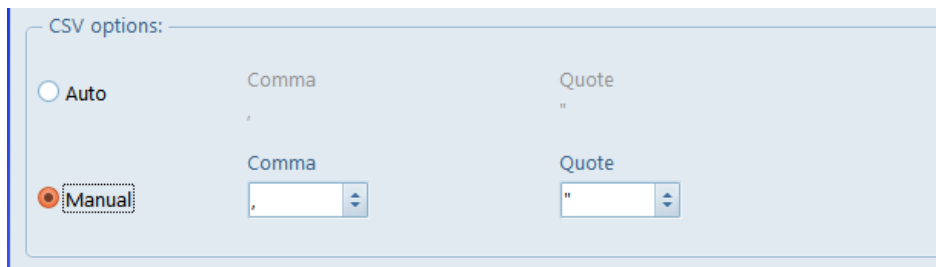 CSV options:
Auto
Comma
Quote
,
"
Comma
Quote
Manual
,
"